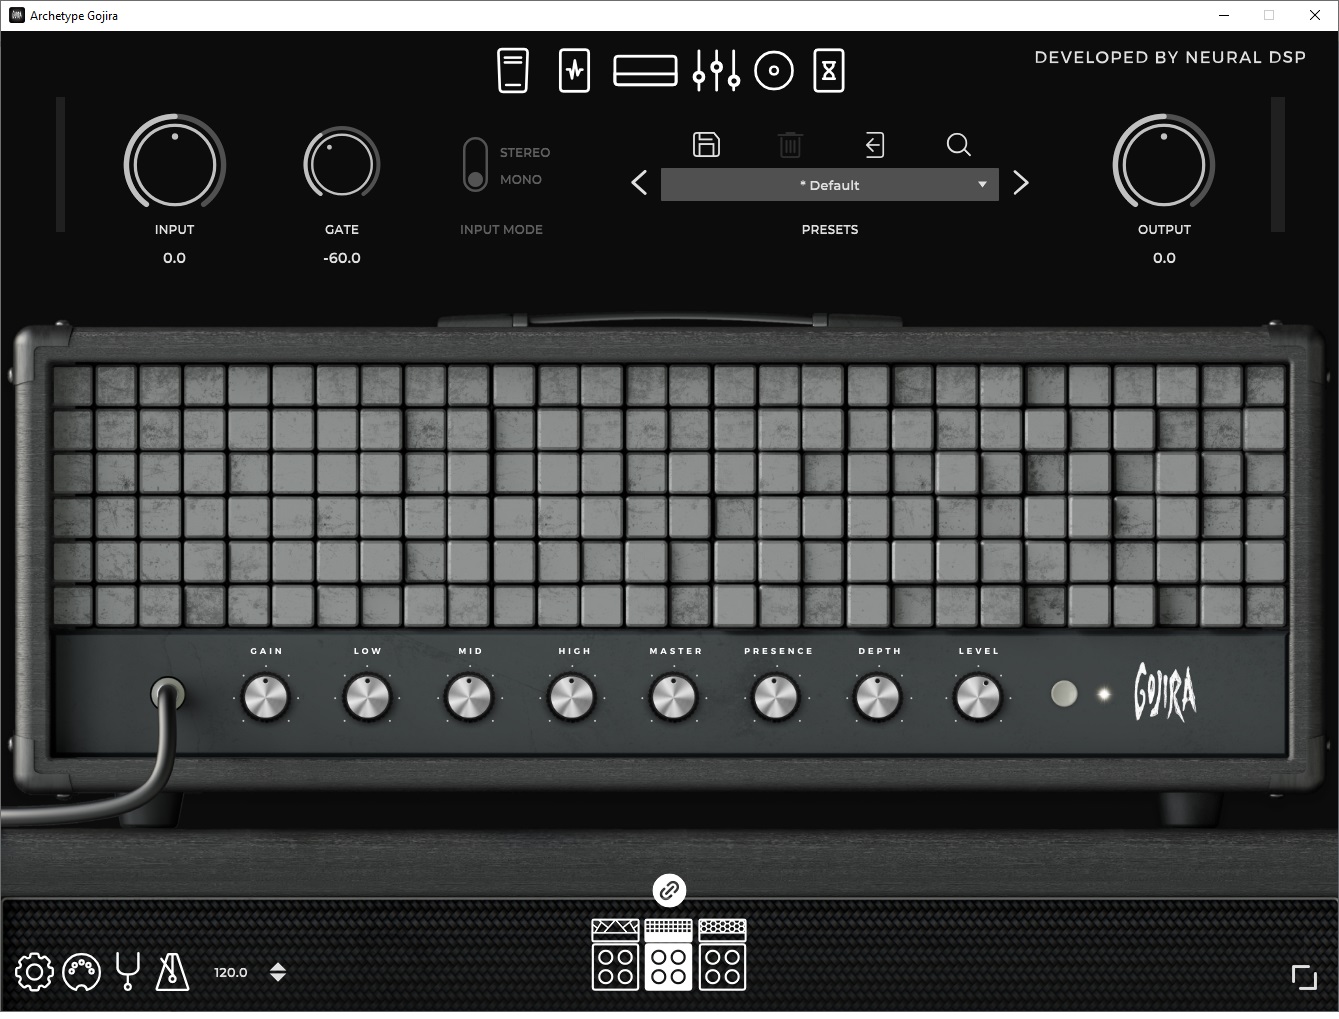 Archetype Gojira
DEVELOPED BY NEURAL DSP
STEREO
MONO
* Default
INPUT
GATE
INPUT MODE
PRESETS
OUTPUT
0.0
-60.0
0.0
GAIN
LOW
MID
HIGH
MASTER
PRESENCE
DEPTH
LEVEL
GOJIRA
120.0